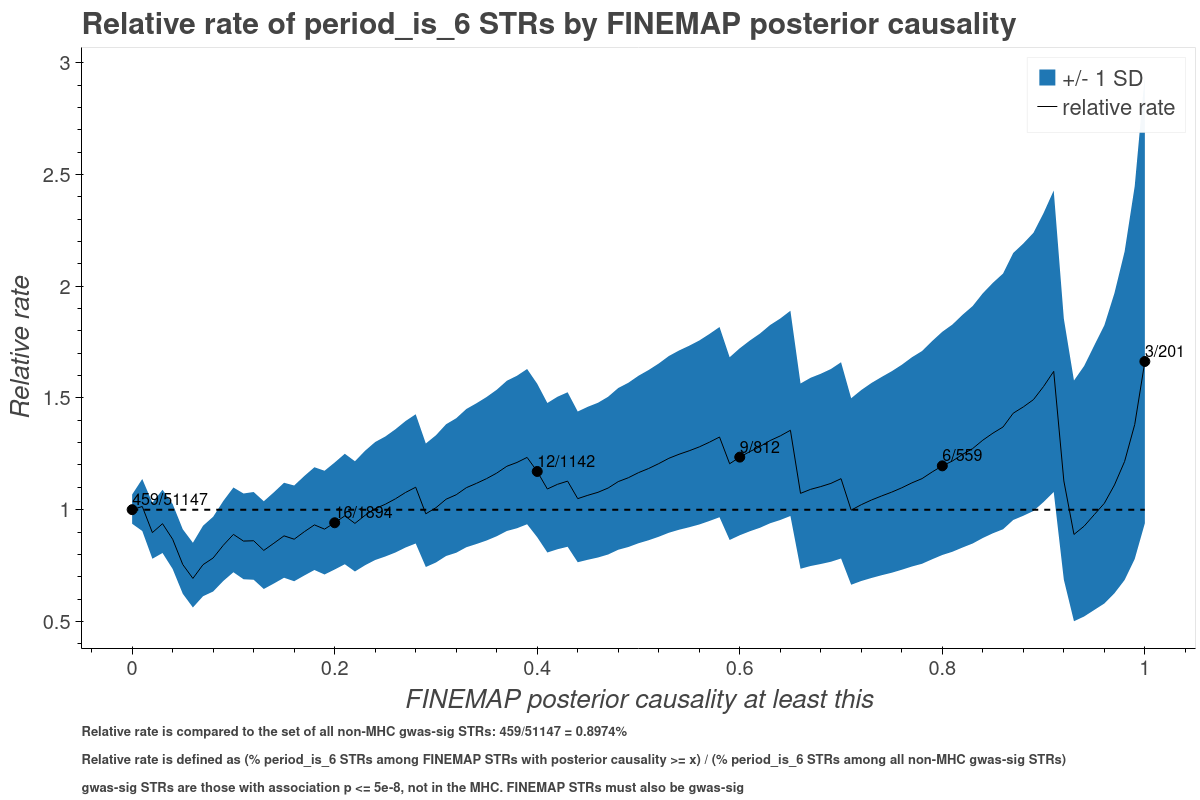 Relative rate of period_is_6 STRs by FINEMAP posterior causality
3
2.5
2
1.5
1
0.5
Relative rate
+/- 1 SD
relative rate
459/51147
16/1894
12/1142
9/812
6/559
3/201
0
0.2
0.4
0.6
0.8
1
FINEMAP posterior causality at least this
Relative rate is compared to the set of all non-MHC gwas-sig STRs: 459/51147 = 0.8974%
Relative rate is defined as (% period_is_6 STRs among FINEMAP STRs with posterior causality >= x) / (% period_is_6 STRs among all non-MHC gwas-sig STRs)
gwas-sig STRs are those with association p <= 5e-8, not in the MHC. FINEMAP STRs must also be gwas-sig